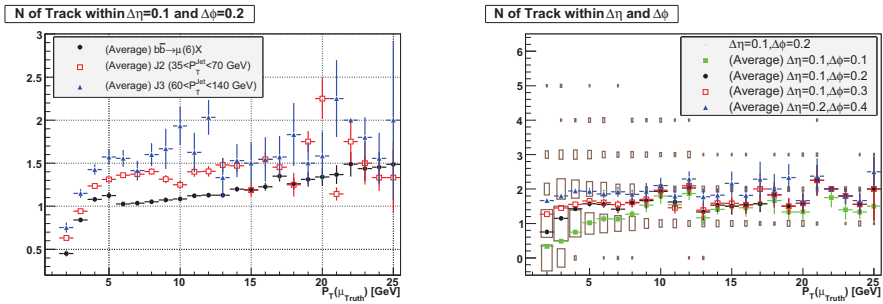 N of Track within Δη=0.1 and Δϕ=0.2
(Average) bb̅→μ(6)X
(Average) J2 (35<P_T^Jet<70 GeV)
(Average) J3 (60<P_T^Jet<140 GeV)
3
2.5
2
1.5
1
0.5
5 10 15 20 25
P_T(μ_Truth) [GeV]
N of Track within Δη and Δϕ
Δη=0.1,Δϕ=0.2
(Average) Δη=0.1,Δϕ=0.1
(Average) Δη=0.1,Δϕ=0.2
(Average) Δη=0.1,Δϕ=0.3
(Average) Δη=0.2,Δϕ=0.4
6
5
4
3
2
1
0
-1
5 10 15 20 25
P_T(μ_Truth) [GeV]